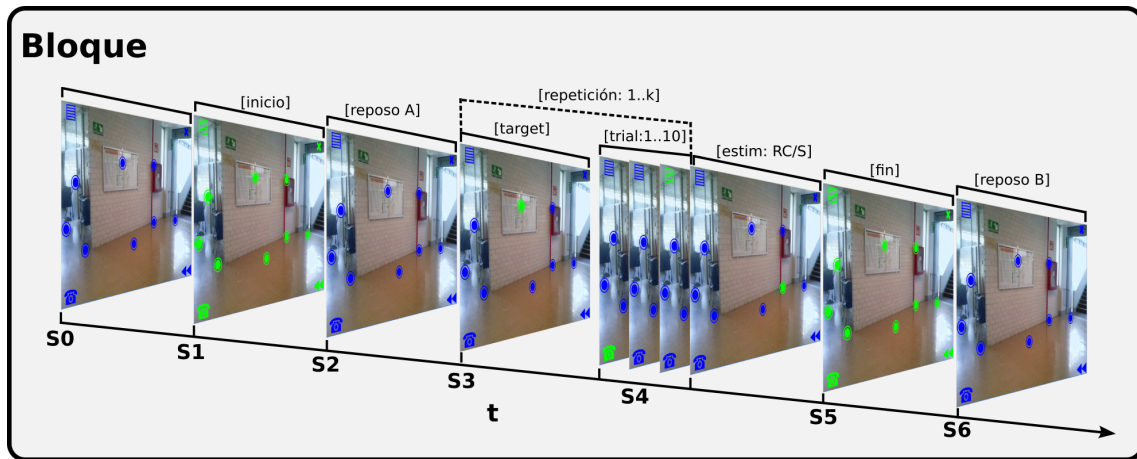 Bloque
[inicio]
[reposo A]
[repetición: 1..k]
[target]
[trial:1..10]
[estim: RC/S]
[fin]
[reposo B]
S0
S1
S2
S3
S4
S5
S6
t